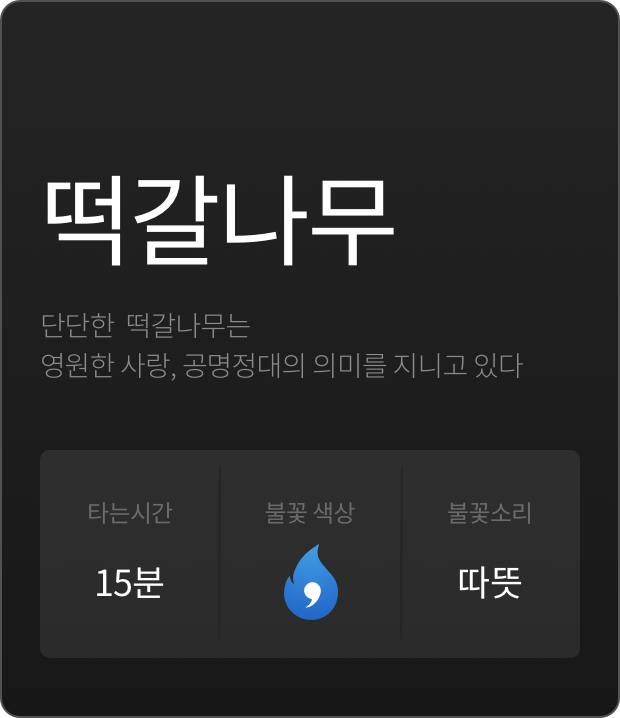 떡갈나무
단단한 떡갈나무는
영원한 사랑, 공명정대의 의미를 지니고 있다
타는시간
불꽃 색상
불꽃소리
15분
따뜻